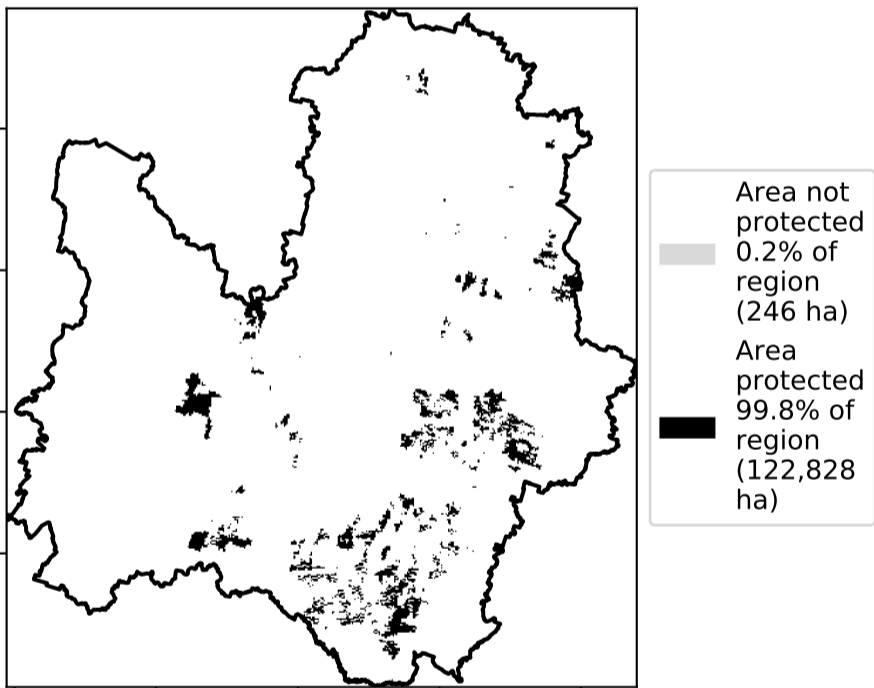 Area not
protected
0.2% of
region
(246 ha)
Area
protected
99.8% of
region
(122,828
ha)